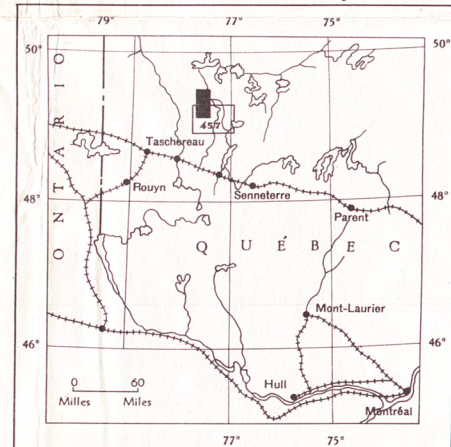 79° 77° 75°
50° 50°
ONTARIO
457
Taschereau
Rouyn
Senneterre
48° 48°
Parent
QUÉBEC
Mont-Laurier
46° 46°
0 60
Milles Miles
Hull
Montréal
77° 75°